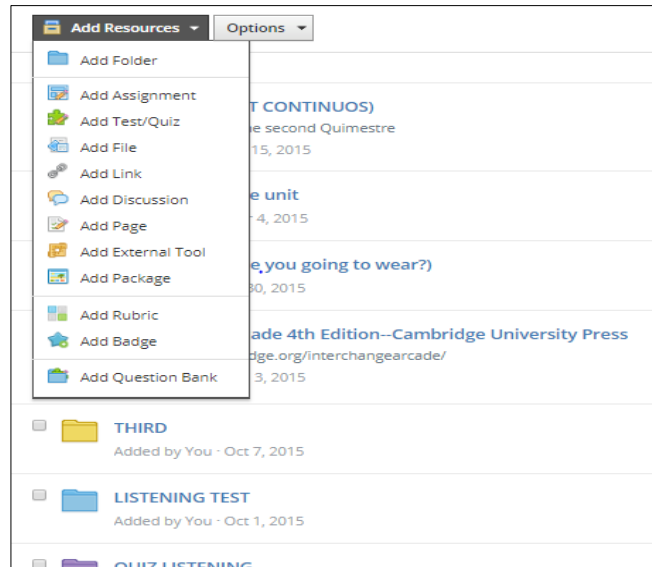 Add Resources Options
Add Folder
Add Assignment
Add Test/Quiz
Add File
Add Link
Add Discussion
Add Page
Add External Tool
Add Package
Add Rubric
Add Badge
Add Question Bank
T CONTINUOS)
e second Quimestre
15, 2015
e unit
4, 2015
e you going to wear?)
30, 2015
ade 4th Edition--Cambridge University Press
dge.org/interchangearcade/
3, 2015
THIRD
Added by You · Oct 7, 2015
LISTENING TEST
Added by You · Oct 1, 2015
QUIZ LISTENING